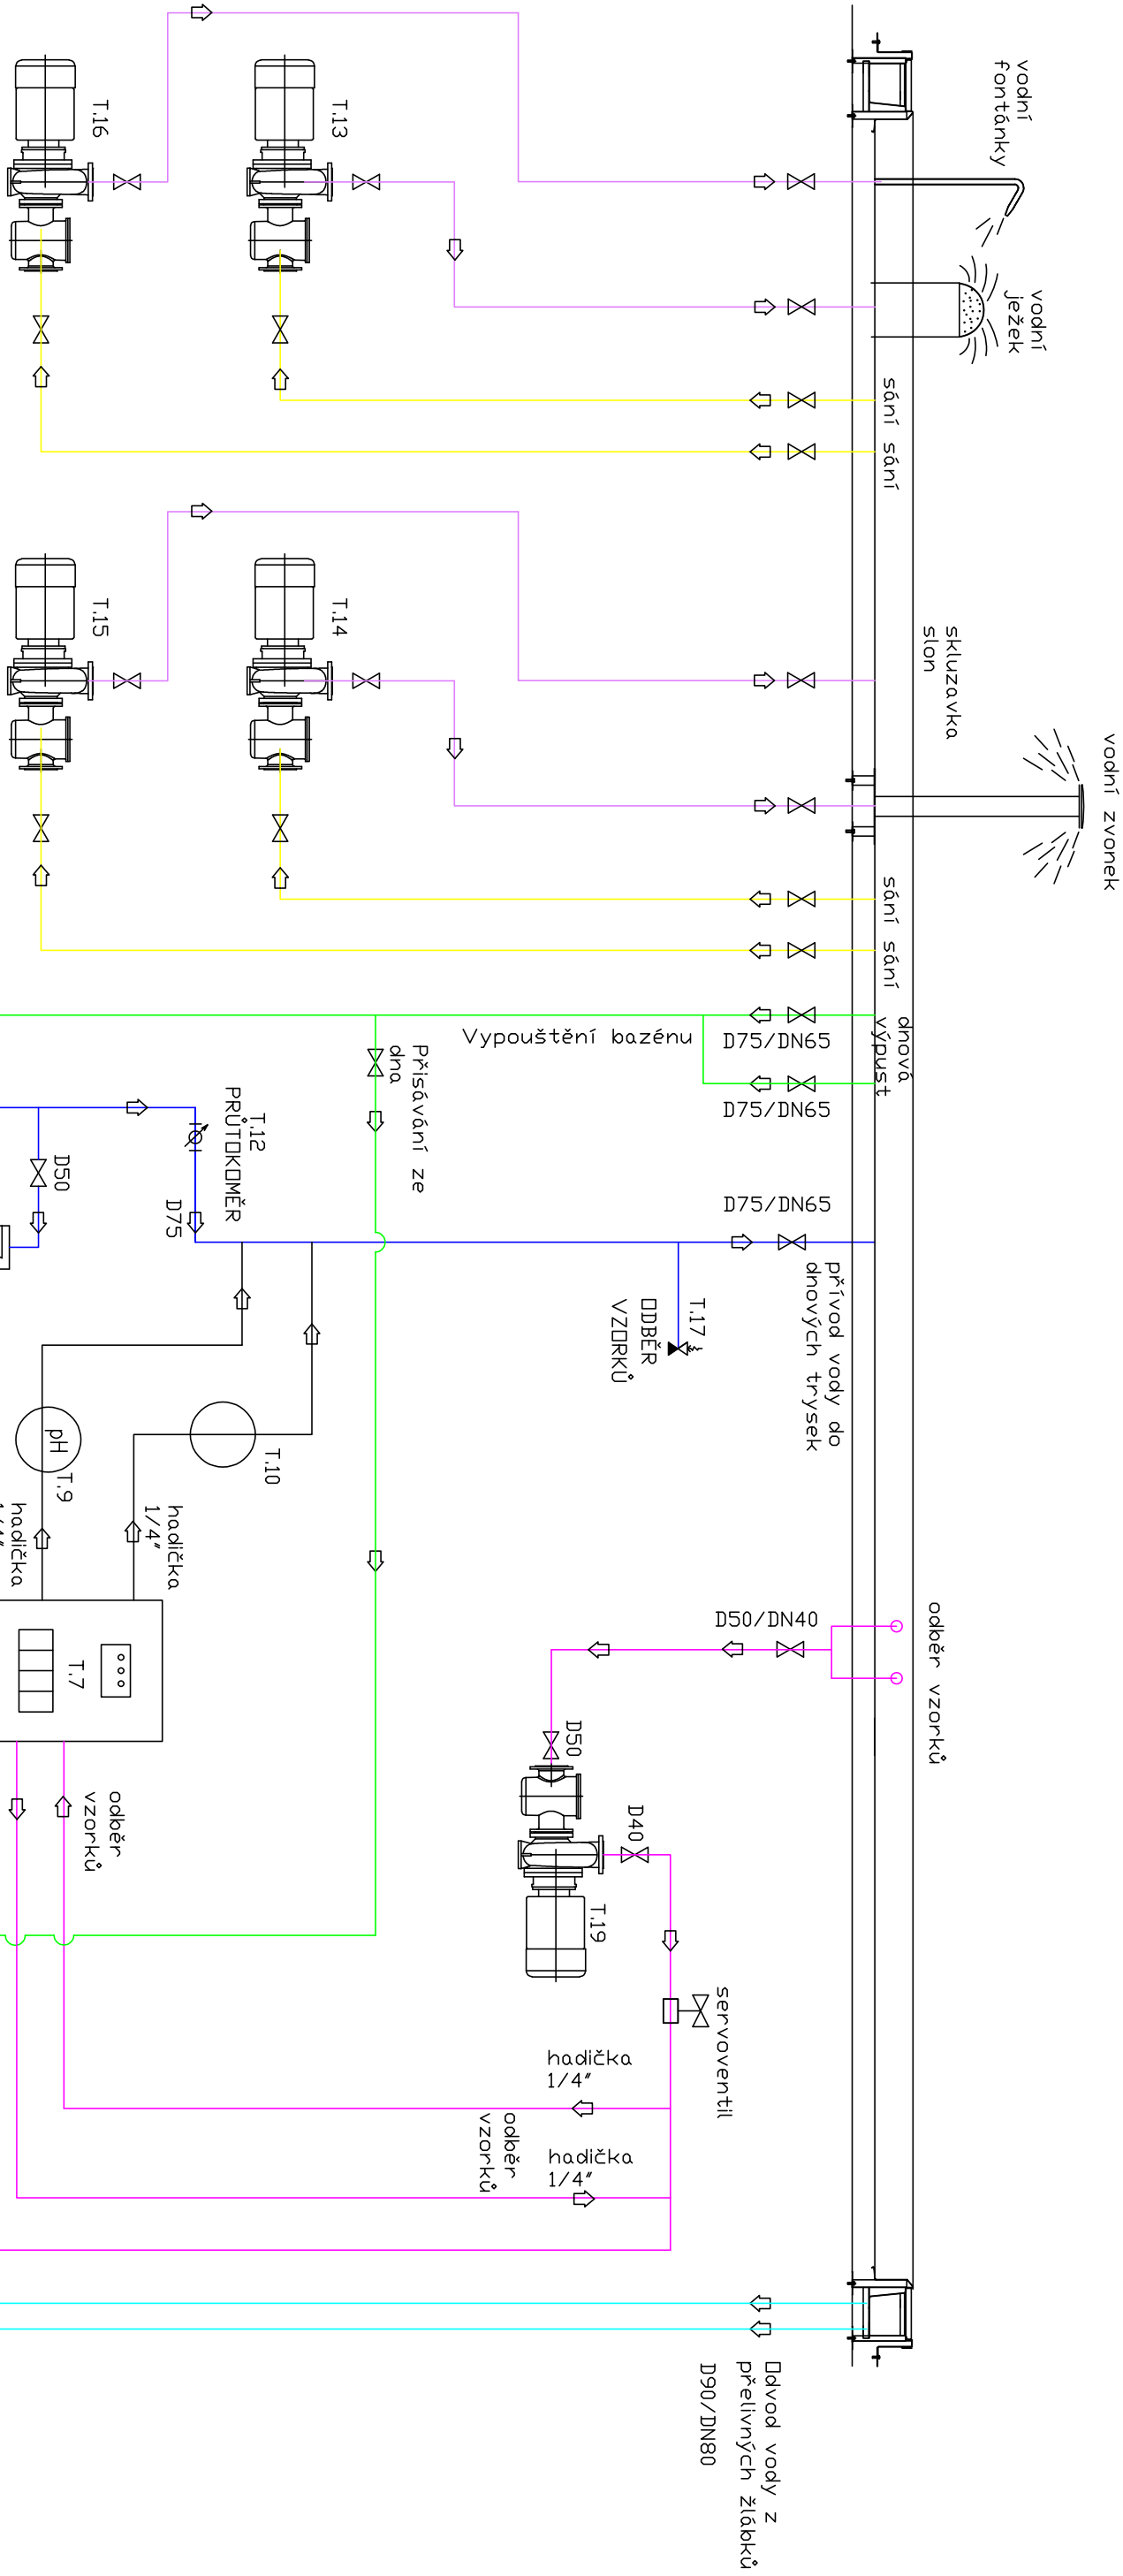 vodní zvonek
vodní
fontánky
vodní
ježek
skluzavka
slon
odběr vzorků
sání
sání
sání
sání
dnová
výpust
D75/DN65
D75/DN65
Vypouštění bazénu
D75/DN65
přívod vody do
dnových trysek
D50/DN40
Odvod vody z
přelivných žlábků
D90/DN80
T.17
ODBĚR
VZORKŮ
servoventil
D50
D40
T.19
hadička
1/4"
hadička
1/4"
odběr
vzorků
Přisávání ze
dna
T.13
T.14
T.12
PRŮTOKOMĚR
D75
T.10
hadička
1/4"
T.16
T.15
D50
pH
T.9
T.7
odběr
vzorků
hadička
1/4"